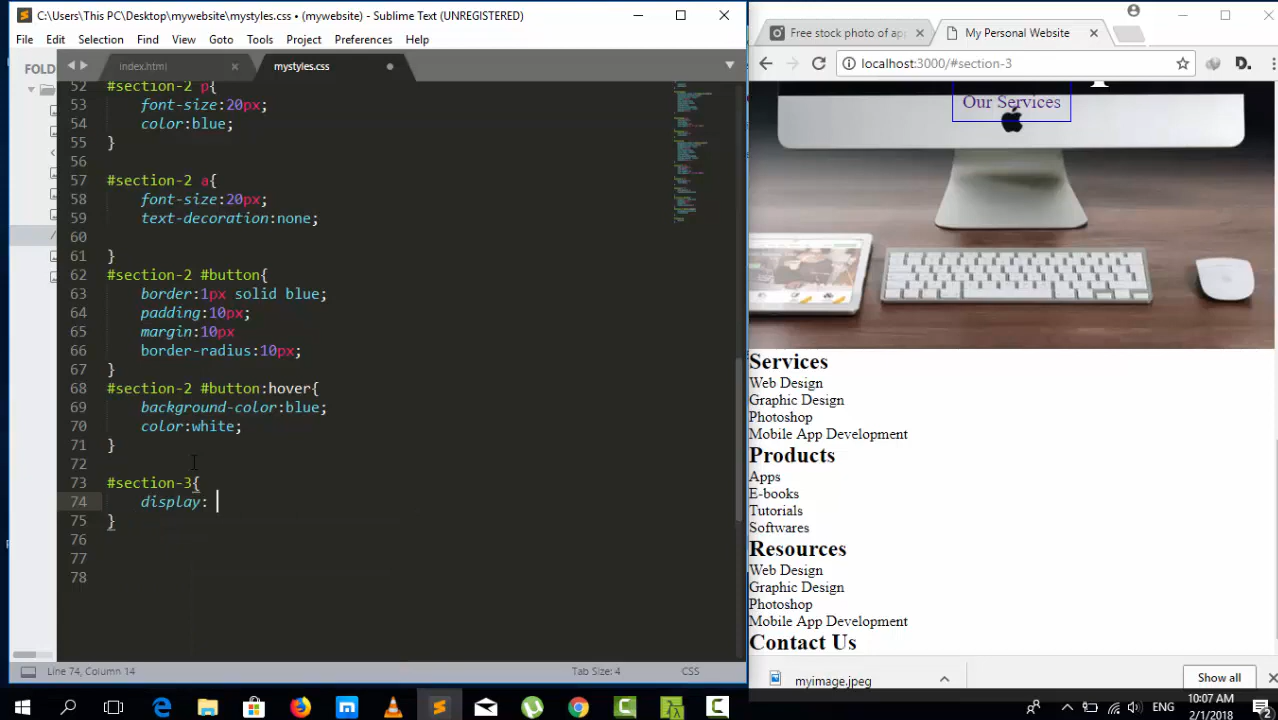 C:\Users\This PC\Desktop\mywebsite\mystyles.css • (mywebsite) - Sublime Text (UNREGISTERED)
File Edit Selection Find View Goto Tools Project Preferences Help
FOLD
index.html
mystyles.css
52 #section-2 p{
53 font-size:20px;
54 color:blue;
55 }
56
57 #section-2 a{
58 font-size:20px;
59 text-decoration:none;
60
61 }
62 #section-2 #button{
63 border:1px solid blue;
64 padding:10px;
65 margin:10px
66 border-radius:10px;
67 }
68 #section-2 #button:hover{
69 background-color:blue;
70 color:white;
71 }
72
73 #section-3{
74 display:
75 }
76
77
78
Line 74, Column 14
Tab Size: 4
CSS
Free stock photo of ap
My Personal Website
localhost:3000/#section-3
D.
Our Services
Services
Web Design
Graphic Design
Photoshop
Mobile App Development
Products
Apps
E-books
Tutorials
Softwares
Resources
Web Design
Graphic Design
Photoshop
Mobile App Development
Contact Us
myimage.jpeg
Show all
ENG
10:07 AM
2/1/2018
2